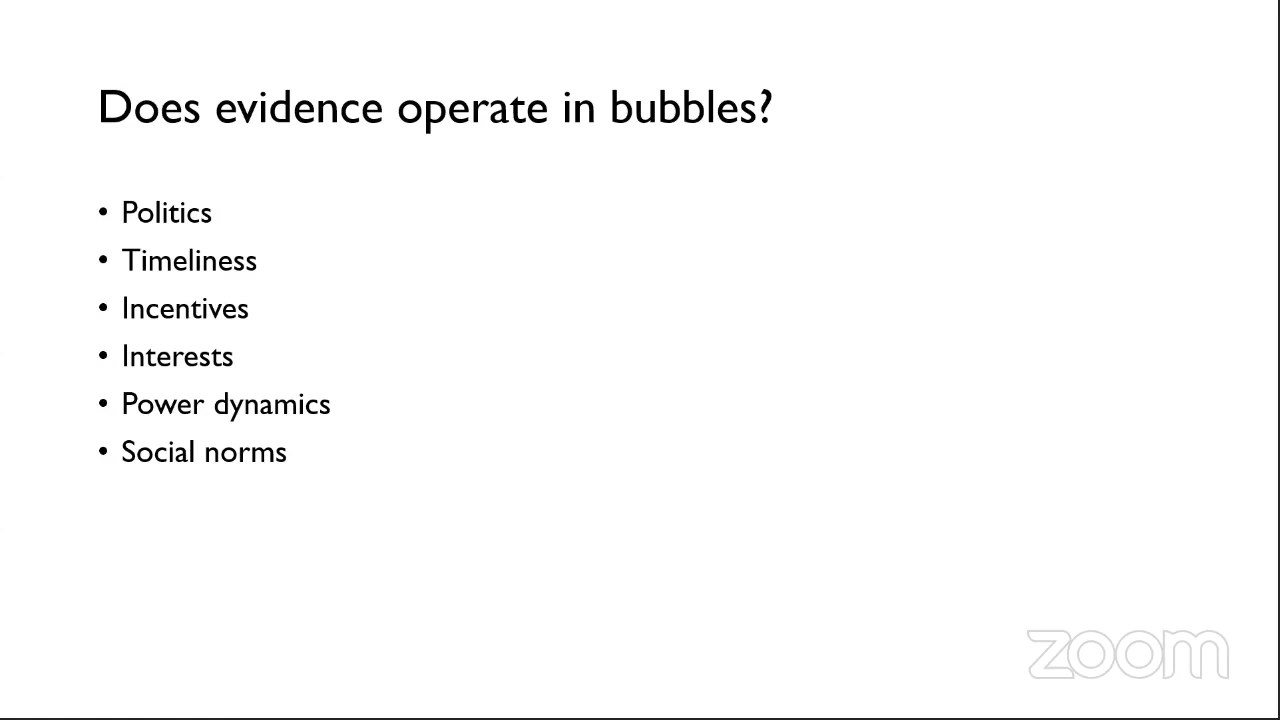 Does evidence operate in bubbles?
• Politics
• Timeliness
• Incentives
• Interests
• Power dynamics
• Social norms
zoom